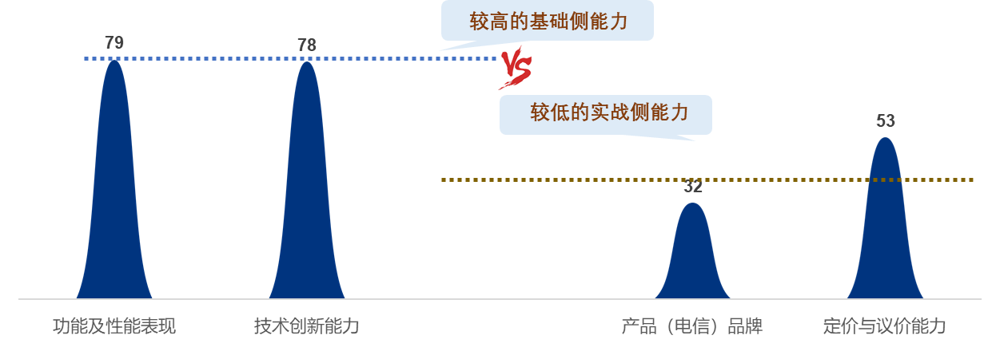 较高的基础侧能力
79
78
VS
较低的实战侧能力
53
32
功能及性能表现
技术创新能力
产品（电信）品牌
定价与议价能力